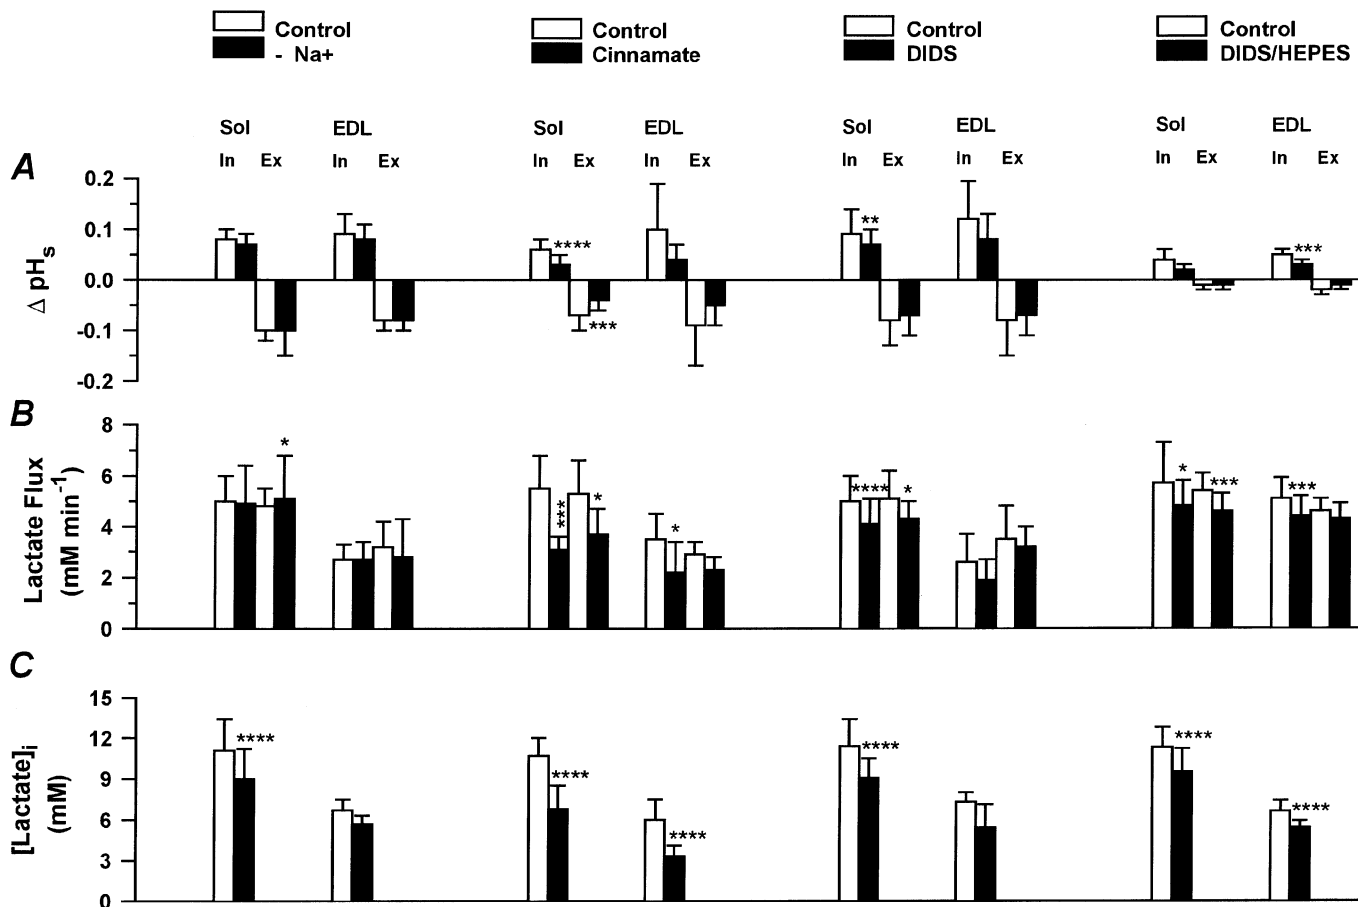 Control Control Control Control
- Na+ Cinnamate DIDS DIDS/HEPES
Sol EDL Sol EDL Sol EDL Sol EDL
In Ex In Ex In Ex In Ex In Ex In Ex In Ex In Ex
A
0.2
0.1
0.0
-0.1
-0.2
Δ pHs
**** *** ** ***
B
8
6
4
2
0
Lactate Flux
(mM min-1)
* *** * * **** * * *** ***
C
15
12
9
6
3
0
[Lactate]i
(mM)
**** **** **** **** **** ****